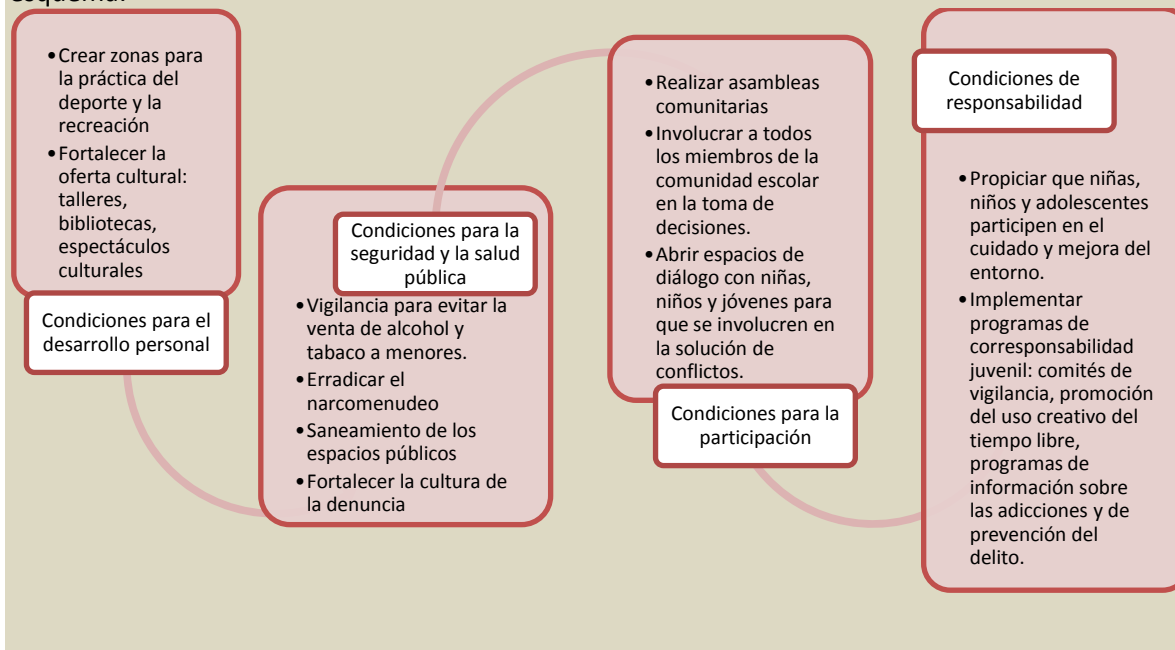 esquema:
•Crear zonas para
la práctica del
deporte y la
recreación
•Fortalecer la
oferta cultural:
talleres,
bibliotecas,
espectáculos
culturales
Condiciones para el
desarrollo personal
Condiciones para la
seguridad y la salud
pública
•Vigilancia para evitar la
venta de alcohol y
tabaco a menores.
•Erradicar el
narcomenudeo
•Saneamiento de los
espacios públicos
•Fortalecer la cultura de
la denuncia
•Realizar asambleas
comunitarias
•Involucrar a todos
los miembros de la
comunidad escolar
en la toma de
decisiones.
•Abrir espacios de
diálogo con niñas,
niños y jóvenes para
que se involucren en
la solución de
conflictos.
Condiciones para la
participación
Condiciones de
responsabilidad
•Propiciar que niñas,
niños y adolescentes
participen en el
cuidado y mejora del
entorno.
•Implementar
programas de
corresponsabilidad
juvenil: comités de
vigilancia, promoción
del uso creativo del
tiempo libre,
programas de
información sobre
las adicciones y de
prevención del
delito.